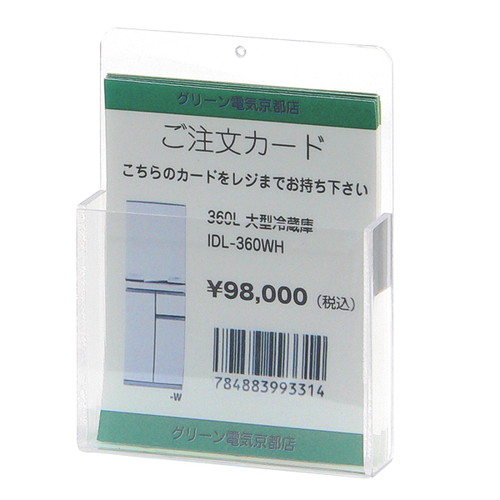 グリーン電気京都店
ご注文カード
こちらのカードをレジまでお持ち下さい
360L 大型冷蔵庫
IDL-360WH
¥98,000（税込）
784883993314
-W
グリーン電気京都店